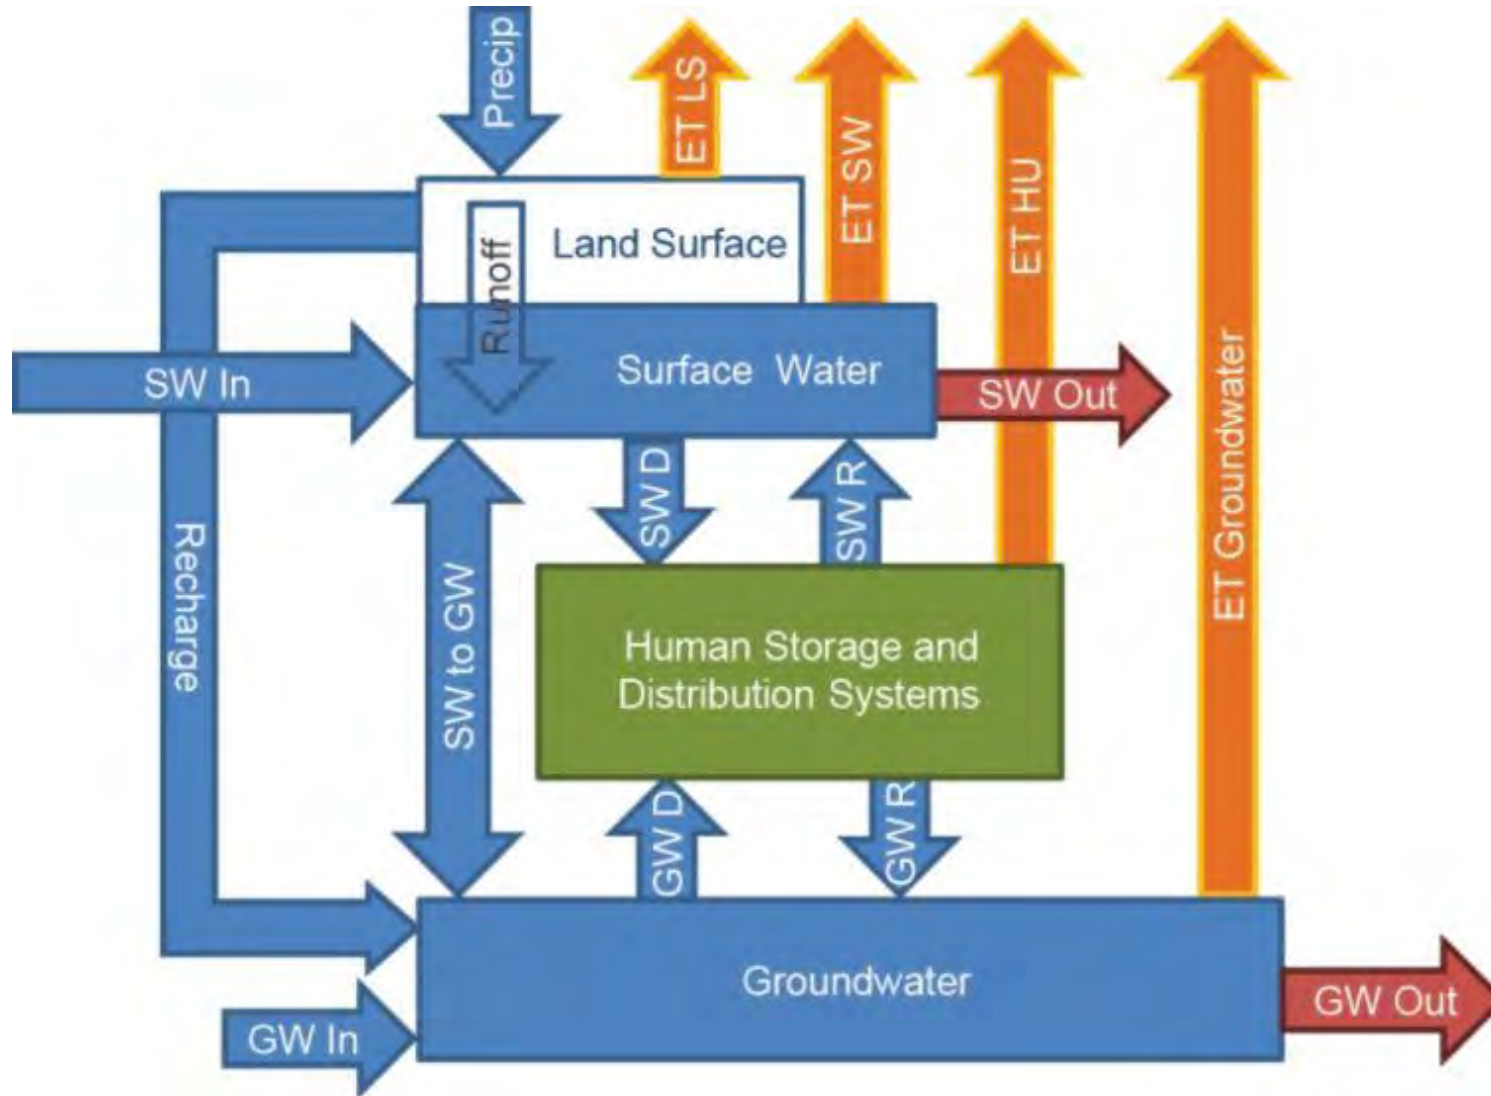 Precip
ET LS
ET SW
ET HU
Land Surface
Runoff
SW In
Surface Water
SW Out
ET Groundwater
SW D
SW R
Recharge
SW to GW
Human Storage and
Distribution Systems
GW D
GW R
Groundwater
GW In
GW Out